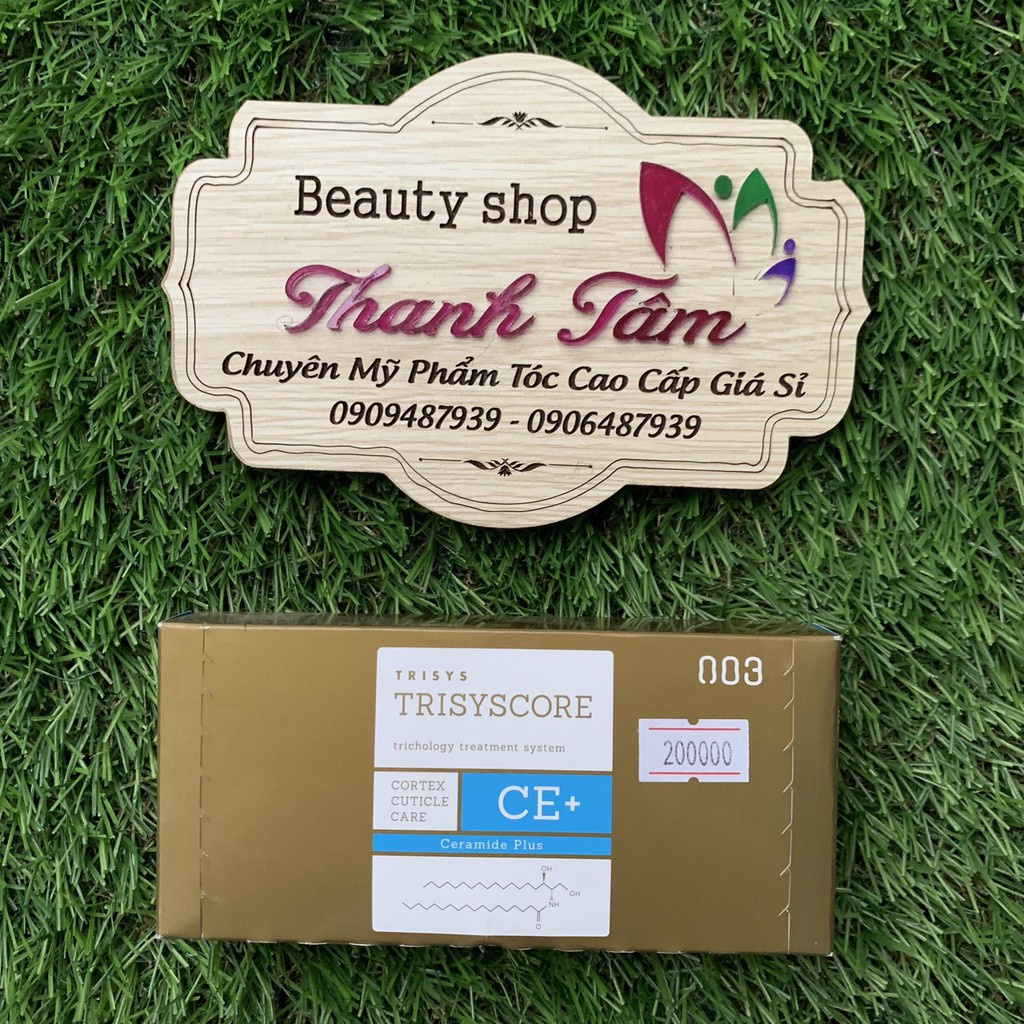 Beauty shop
Thanh Tâm
Chuyên Mỹ Phẩm Tóc Cao Cấp Giá Sỉ
0909487939 - 0906487939
003
TRISYS
TRISYSCORE
trichology treatment system
200000
CORTEX
CUTICLE
CARE
CE+
Ceramide Plus
OH
OH
NH
O